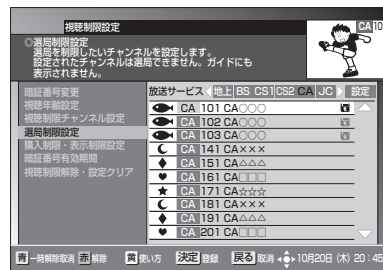 視聴制限設定
CA 10
◎選局制限設定
選局を制限したいチャンネルを設定します。
設定されたチャンネルは選局できません。ガイドにも
表示されません。
暗証番号変更
視聴年齢設定
視聴制限チャンネル設定
選局制限設定
購入制限・表示制限設定
暗証番号有効期間
視聴制限解除・設定クリア
放送サービス 地上 BS CS1 CS2 CA JC 設定
CA 101 CA○○○
CA 102 CA○○○
CA 103 CA○○○
CA 141 CA×××
CA 151 CA△△△
CA 161 CA□□□
CA 171 CA☆☆☆
CA 181 CA×××
CA 191 CA△△△
CA 201 CA□□□
青 一時解除取消 赤 解除 黄 使い方 決定 登録 戻る 取消 10月20日 (木) 20:45